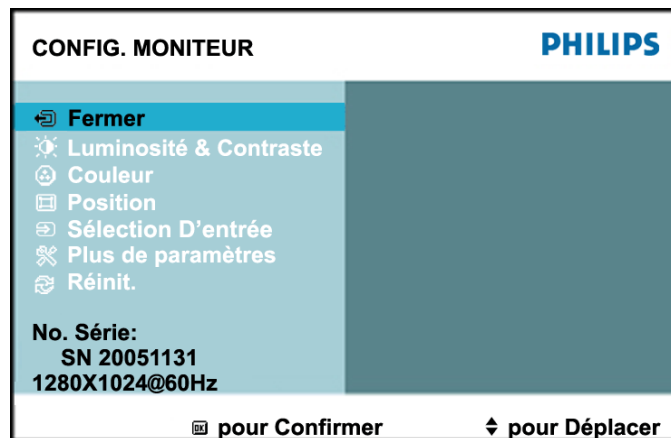 CONFIG. MONITEUR
PHILIPS
Fermer
Luminosité & Contraste
Couleur
Position
Sélection D'entrée
Plus de paramètres
Réinit.
No. Série:
SN 20051131
1280X1024@60Hz
OK pour Confirmer
pour Déplacer